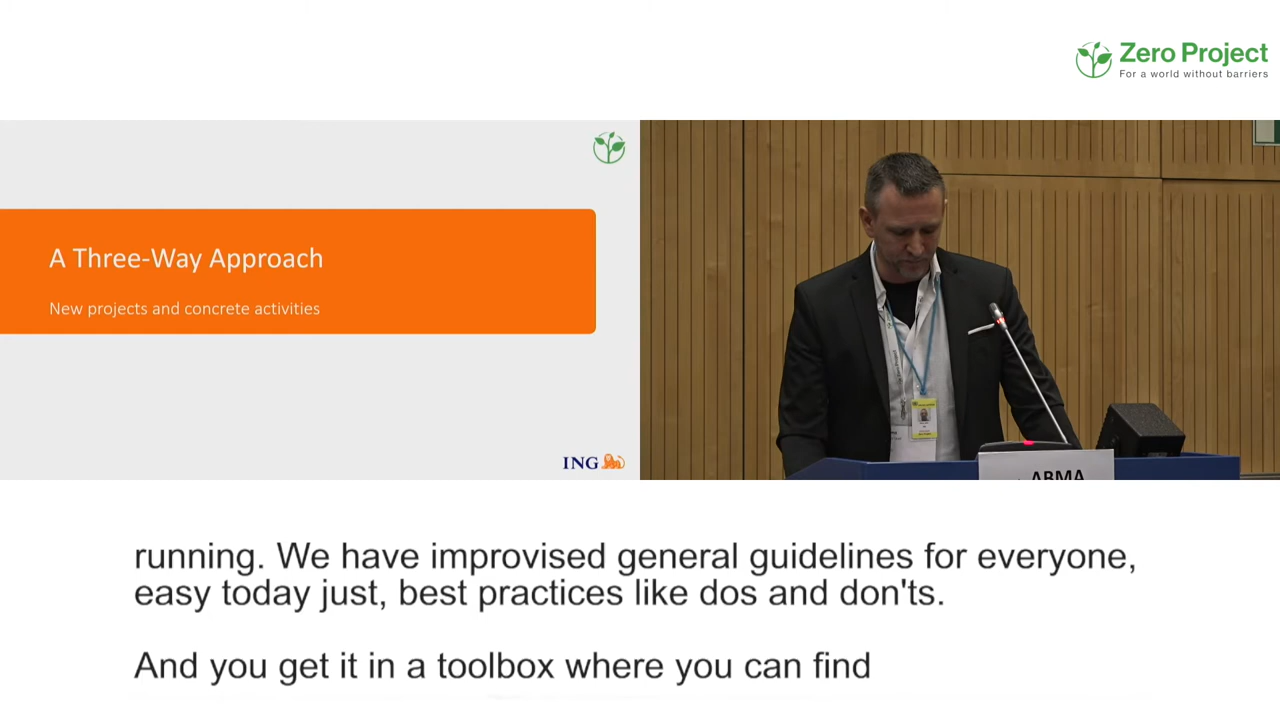 Zero Project
For a world without barriers
A Three-Way Approach
New projects and concrete activities
ING
ABMA
running. We have improvised general guidelines for everyone,
easy today just, best practices like dos and don'ts.
And you get it in a toolbox where you can find